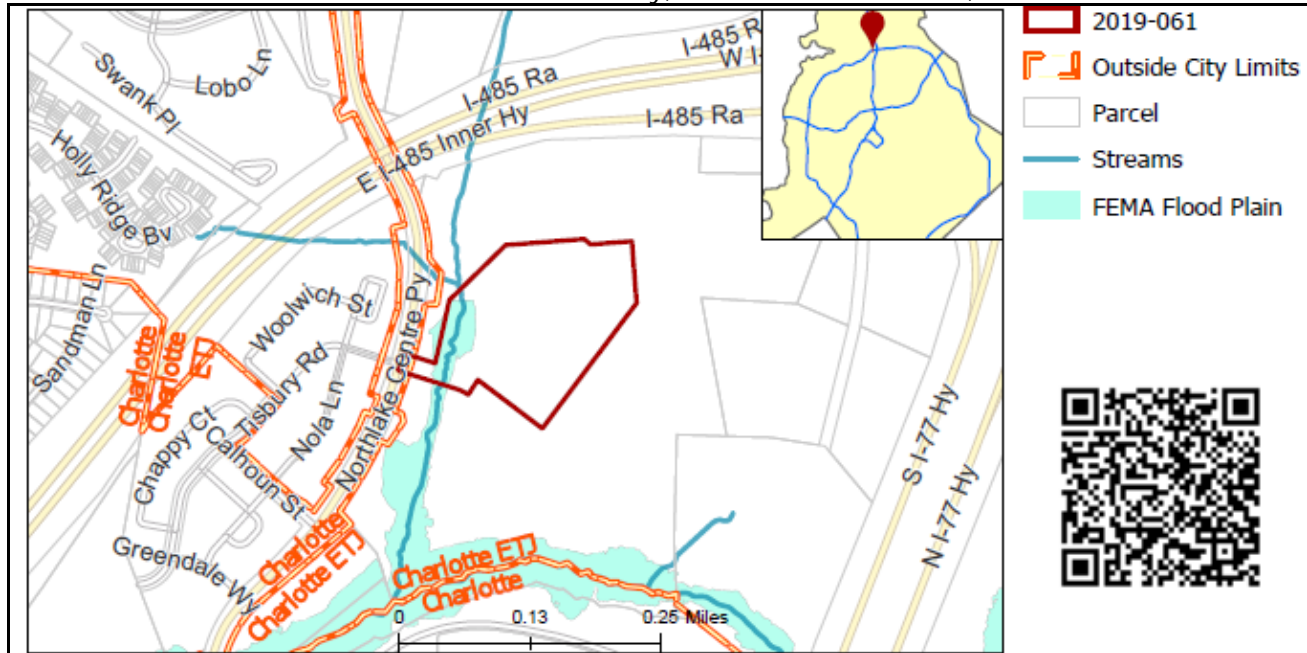 2019-061
Outside City Limits
Parcel
Streams
FEMA Flood Plain
I-485 R
W I-
I-485 Ra
E I-485 Inner Hy
I-485 Ra
Lobo Ln
Swank Pl
Holly Ridge Bv
Sandman Ln
Charlotte
Charlotte ETJ
Woolwich St
Tisbury Rd
Nola Ln
Chappy Ct
Calhoun St
Greendale Wy
Northlake Centre Py
Charlotte
Charlotte ETJ
Charlotte ETJ
Charlotte
S I-77 Hy
N I-77 Hy
0 0.13 0.25 Miles